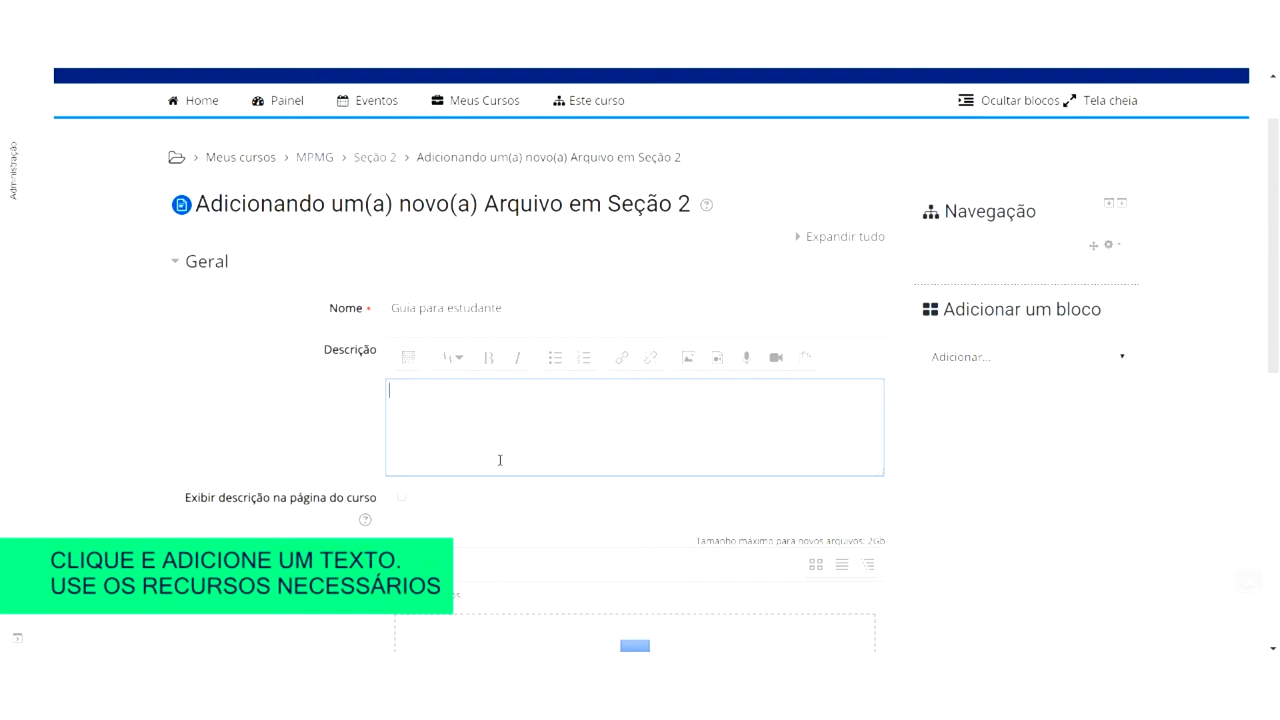 Home Painel Eventos Meus Cursos Este curso Ocultar blocos Tela cheia
Administração
Meus cursos > MPMG > Seção 2 > Adicionando um(a) novo(a) Arquivo em Seção 2
Adicionando um(a) novo(a) Arquivo em Seção 2
Navegação
Expandir tudo
Geral
Nome Guia para estudante
Adicionar um bloco
Descrição
B I
Adicionar...
Exibir descrição na página do curso
Tamanho máximo para novos arquivos: 2Gb
CLIQUE E ADICIONE UM TEXTO.
USE OS RECURSOS NECESSÁRIOS